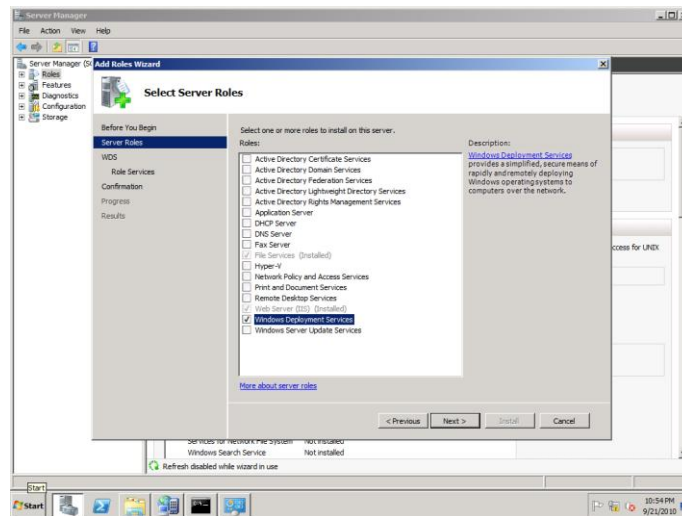 Server Manager
File Action View Help
Server Manager (S
Roles
Features
Diagnostics
Configuration
Storage
Add Roles Wizard
Select Server Roles
Before You Begin
Server Roles
WDS
Role Services
Confirmation
Progress
Results
Select one or more roles to install on this server.
Roles:
Active Directory Certificate Services
Active Directory Domain Services
Active Directory Federation Services
Active Directory Lightweight Directory Services
Active Directory Rights Management Services
Application Server
DHCP Server
DNS Server
Fax Server
File Services (Installed)
Hyper-V
Network Policy and Access Services
Print and Document Services
Remote Desktop Services
Web Server (IIS) (Installed)
Windows Deployment Services
Windows Server Update Services
More about server roles
Description:
Windows Deployment Services
provides a simplified, secure means of
rapidly and remotely deploying
Windows operating systems to
computers over the network.
ccess for UNIX
< Previous Next > Install Cancel
Services for Network File System Not installed
Windows Search Service Not installed
Refresh disabled while wizard in use
Start
Start
10:54 PM
9/21/2010